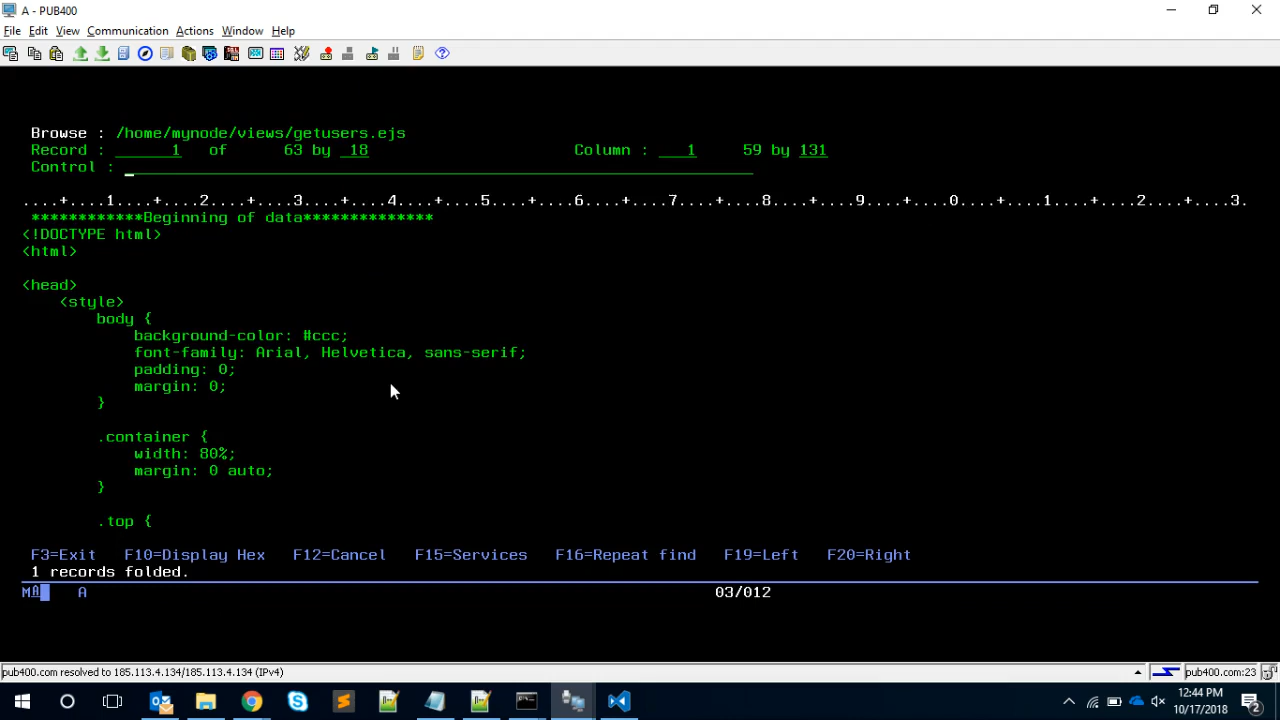 A - PUB400
File Edit View Communication Actions Window Help
Browse : /home/mynode/views/getusers.ejs
Record : 1 of 63 by 18 Column : 1 59 by 131
Control :
....+....1....+....2....+....3....+....4....+....5....+....6....+....7....+....8....+....9....+....0....+....1....+....2....+....3.
************Beginning of data**************
<!DOCTYPE html>
<html>
<head>
<style>
body {
background-color: #ccc;
font-family: Arial, Helvetica, sans-serif;
padding: 0;
margin: 0;
}
.container {
width: 80%;
margin: 0 auto;
}
.top {
F3=Exit F10=Display Hex F12=Cancel F15=Services F16=Repeat find F19=Left F20=Right
1 records folded.
MA A 03/012
pub400.com resolved to 185.113.4.134/185.113.4.134 (IPv4) pub400.com:23
12:44 PM
10/17/2018
2